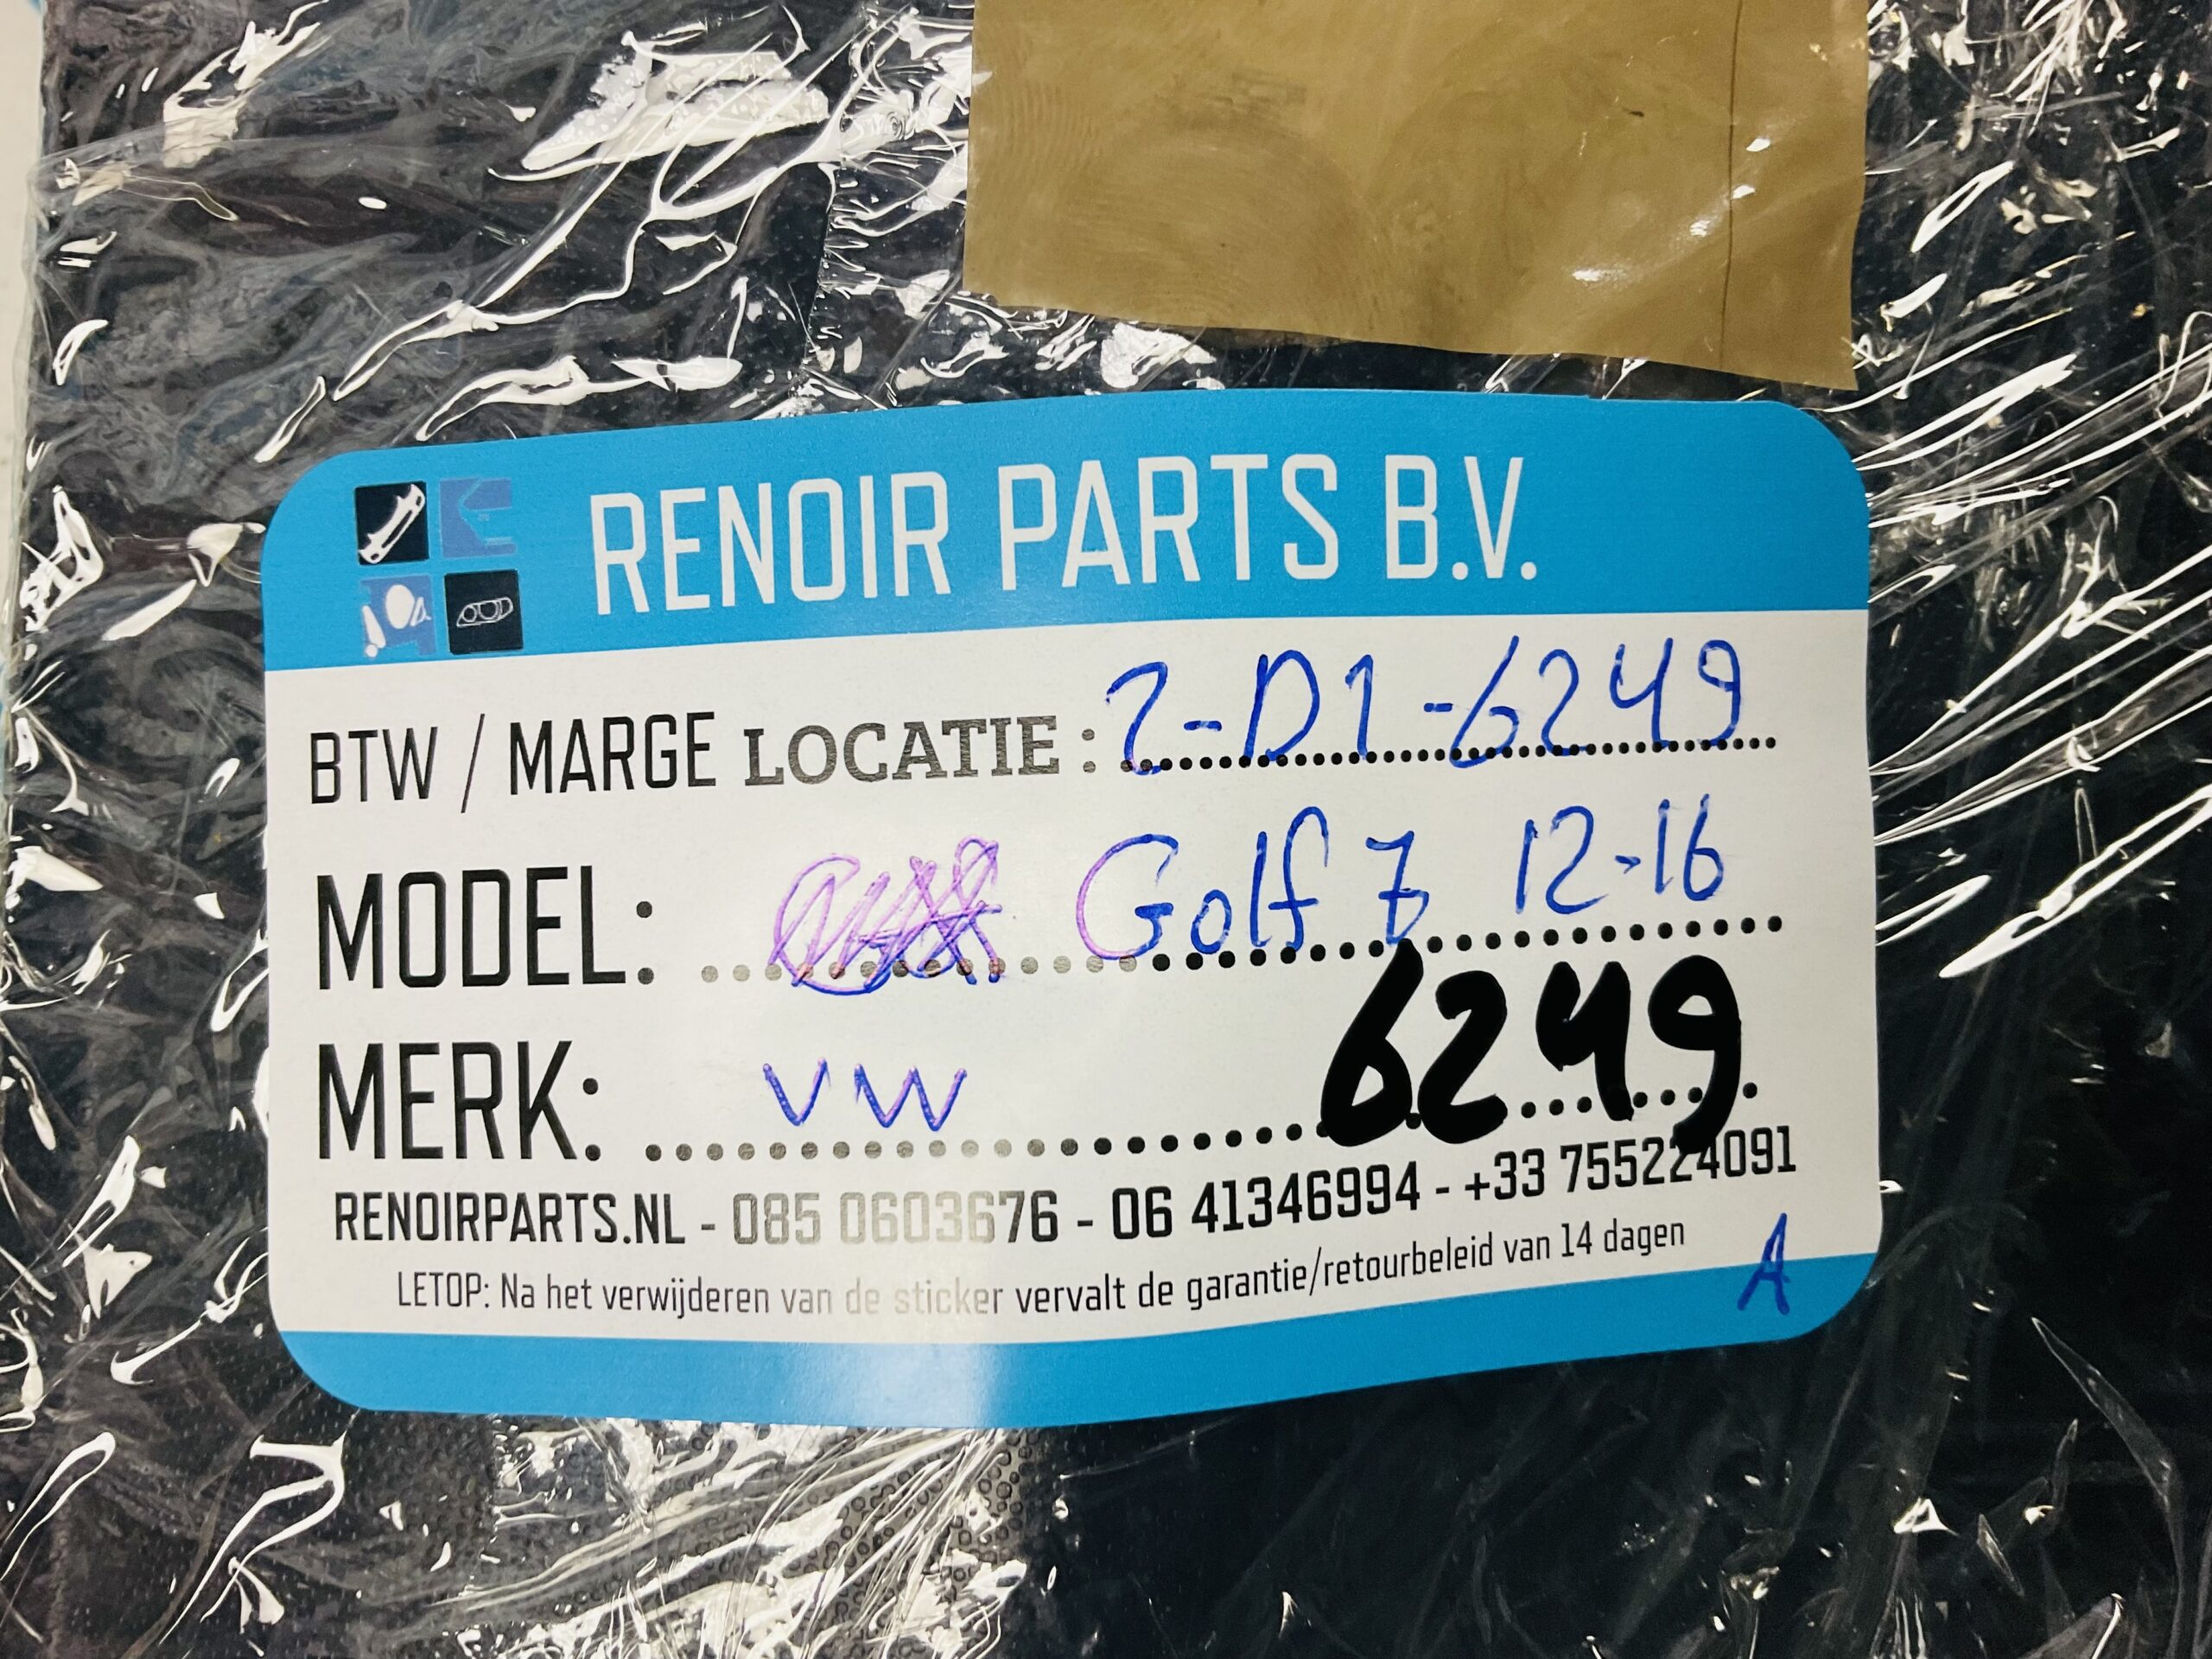 RENOIR PARTS B.V.
BTW / MARGE LOCATIE : 2-D1-6249
MODEL: Golf 7 12-16
MERK: VW 6249
RENOIRPARTS.NL - 085 0603676 - 06 41346994 - +33 755224091
LETOP: Na het verwijderen van de sticker vervalt de garantie/retourbeleid van 14 dagen
A